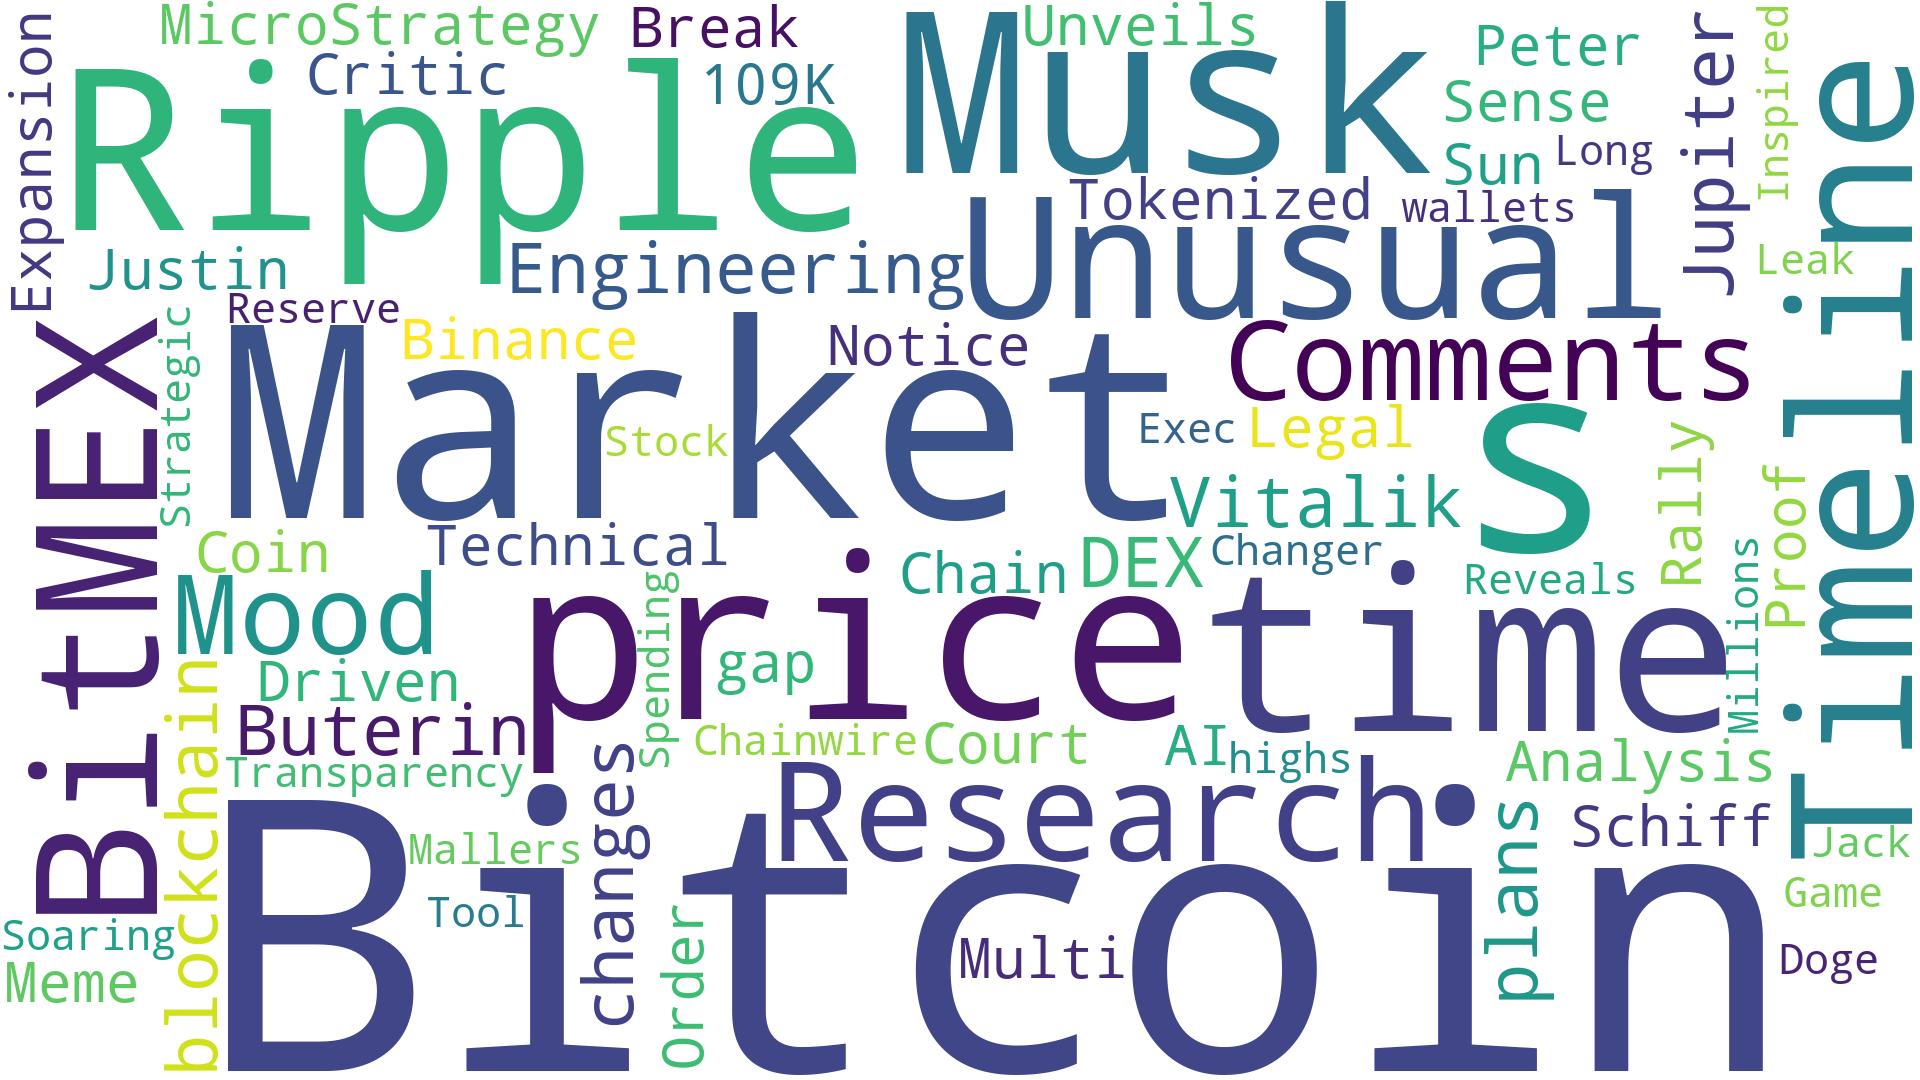 MicroStrategy
Break
Musk
Unveils
Peter
Jupiter
Inspired
Timeline
Expansion
Ripple
Critic
109K
Sense
Sun
Long
Tokenized
wallets
Unusual
Leak
Justin
Engineering
Reserve
Binance
Notice
Comments
BitMEX
Strategic
Market
Stock
Exec
Legal
s
Rally
Proof
Coin
Technical
Vitalik
Chain
DEX
Changer
Reveals
Millions
Mood
price
time
Driven
Spending
gap
blockchain
Buterin
Chainwire
Court
AI
highs
Analysis
Transparency
changes
Research
plans
Schiff
Jack
Mallers
Bitcoin
Game
Tool
Order
Multi
Soaring
Meme
Doge